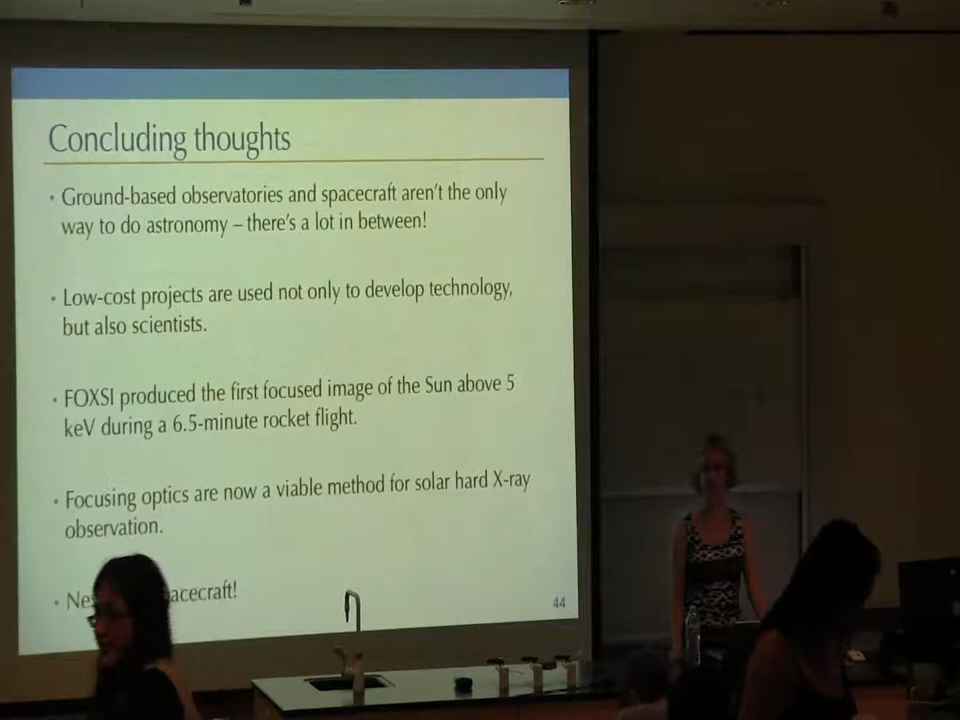 Concluding thoughts
• Ground-based observatories and spacecraft aren't the only
way to do astronomy – there's a lot in between!
• Low-cost projects are used not only to develop technology,
but also scientists.
• FOXSI produced the first focused image of the Sun above 5
keV during a 6.5-minute rocket flight.
• Focusing optics are now a viable method for solar hard X-ray
observation.
• Ne acecraft!
44